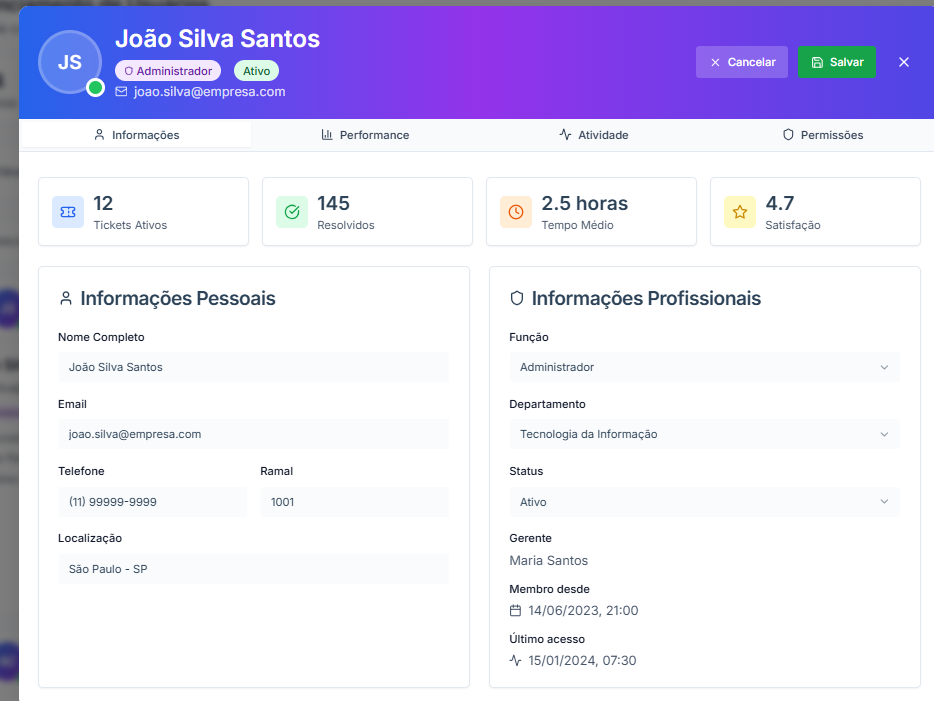 João Silva Santos
JS
Administrador
Ativo
joao.silva@empresa.com
Cancelar
Salvar
Informações
Performance
Atividade
Permissões
12
Tickets Ativos
145
Resolvidos
2.5 horas
Tempo Médio
4.7
Satisfação
Informações Pessoais
Nome Completo
João Silva Santos
Email
joao.silva@empresa.com
Telefone
Ramal
(11) 99999-9999
1001
Localização
São Paulo - SP
Informações Profissionais
Função
Administrador
Departamento
Tecnologia da Informação
Status
Ativo
Gerente
Maria Santos
Membro desde
14/06/2023, 21:00
Último acesso
15/01/2024, 07:30